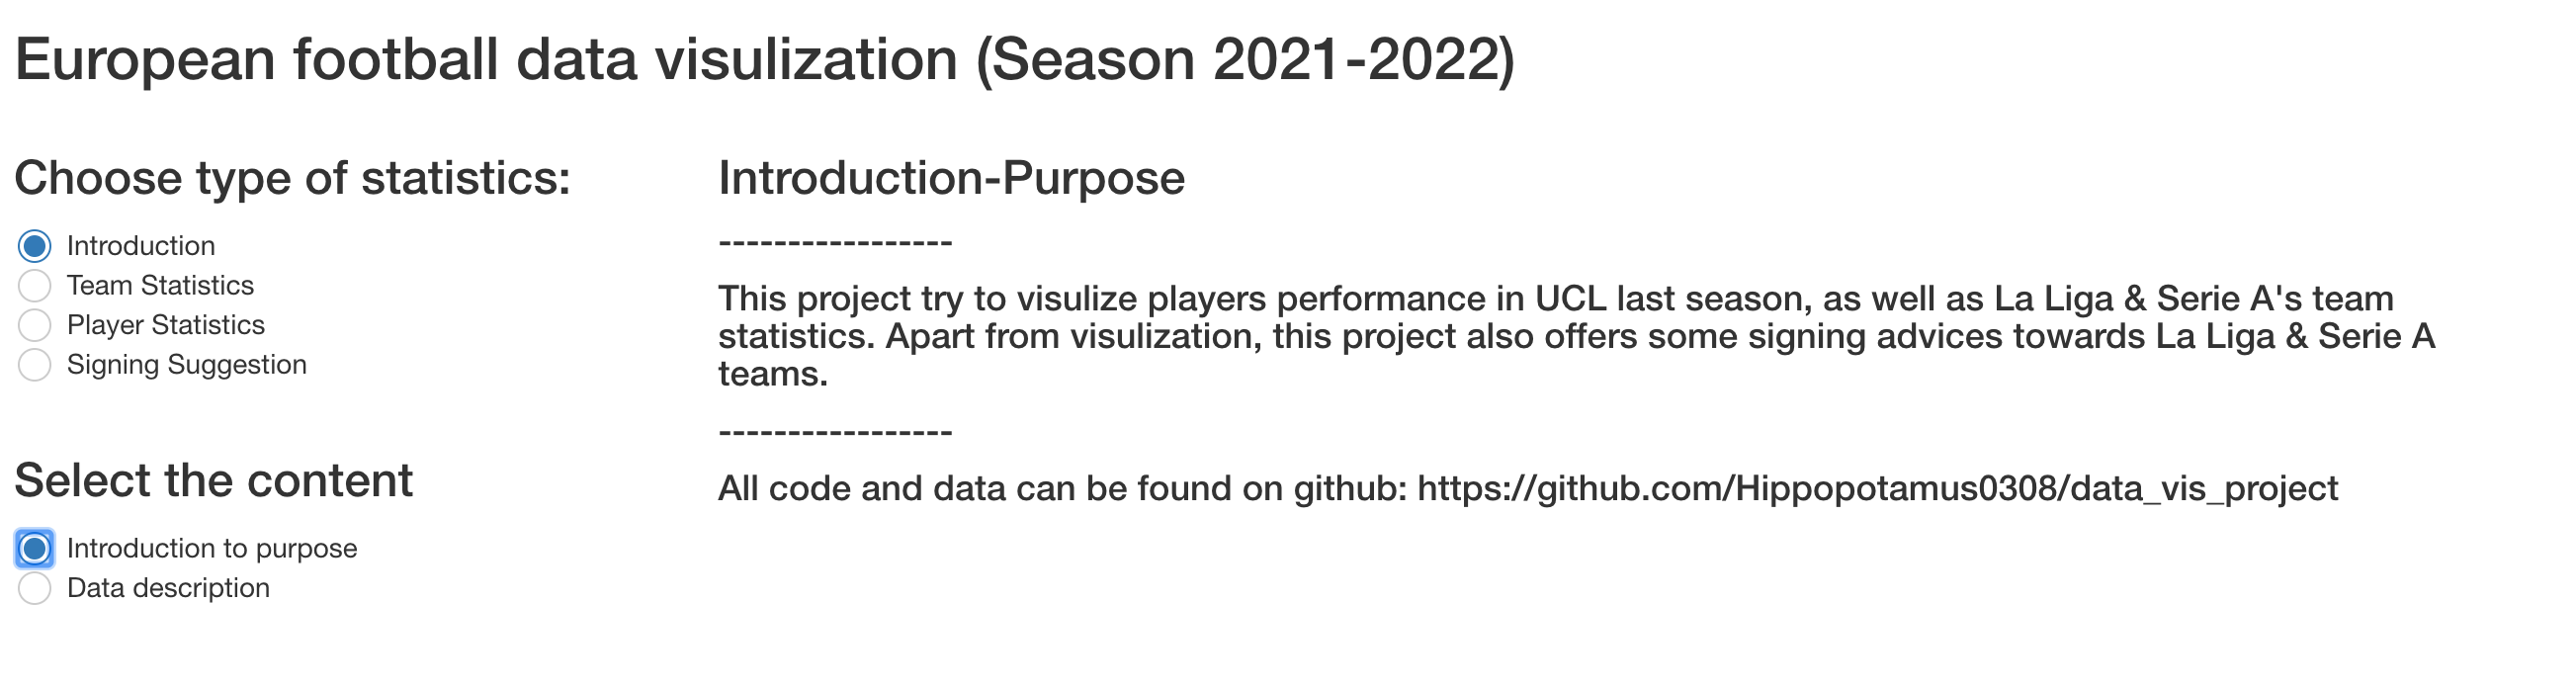 European football data visulization (Season 2021-2022)
Choose type of statistics:
Introduction
Team Statistics
Player Statistics
Signing Suggestion
Select the content
Introduction to purpose
Data description
Introduction-Purpose
-----------------
This project try to visulize players performance in UCL last season, as well as La Liga & Serie A's team
statistics. Apart from visulization, this project also offers some signing advices towards La Liga & Serie A
teams.
-----------------
All code and data can be found on github: https://github.com/Hippopotamus0308/data_vis_project